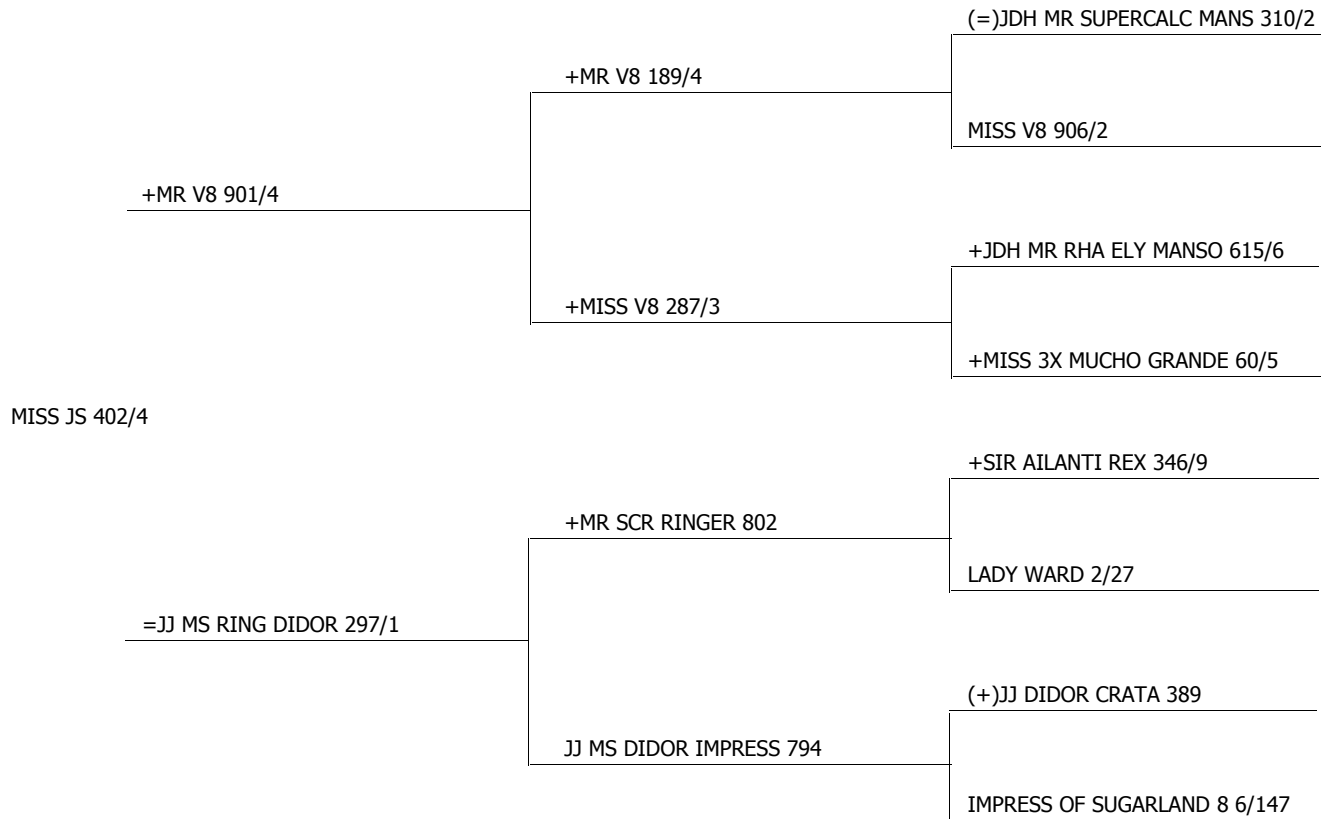 (=)JDH MR SUPERCALC MANS 310/2
+MR V8 189/4
MISS V8 906/2
+MR V8 901/4
+JDH MR RHA ELY MANSO 615/6
+MISS V8 287/3
+MISS 3X MUCHO GRANDE 60/5
MISS JS 402/4
+SIR AILANTI REX 346/9
+MR SCR RINGER 802
LADY WARD 2/27
=JJ MS RING DIDOR 297/1
(+)JJ DIDOR CRATA 389
JJ MS DIDOR IMPRESS 794
IMPRESS OF SUGARLAND 8 6/147